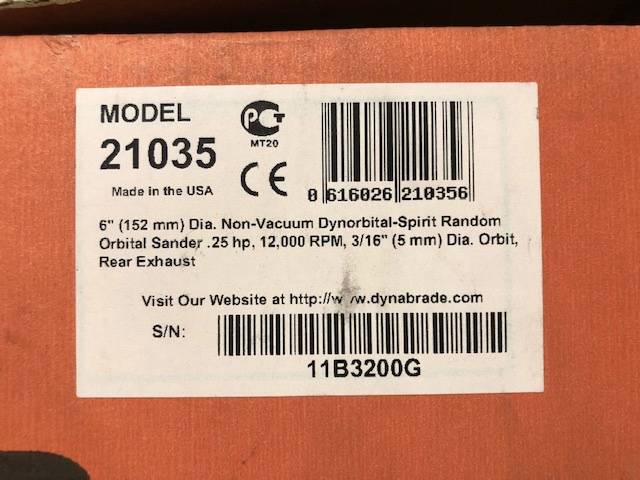 MODEL
21035
Made in the USA
РСТ
MT20
CE
0 616026 210356
6" (152 mm) Dia. Non-Vacuum Dynorbital-Spirit Random
Orbital Sander .25 hp, 12,000 RPM, 3/16" (5 mm) Dia. Orbit,
Rear Exhaust
Visit Our Website at http:// .dynabrade.com
S/N:
11B3200G